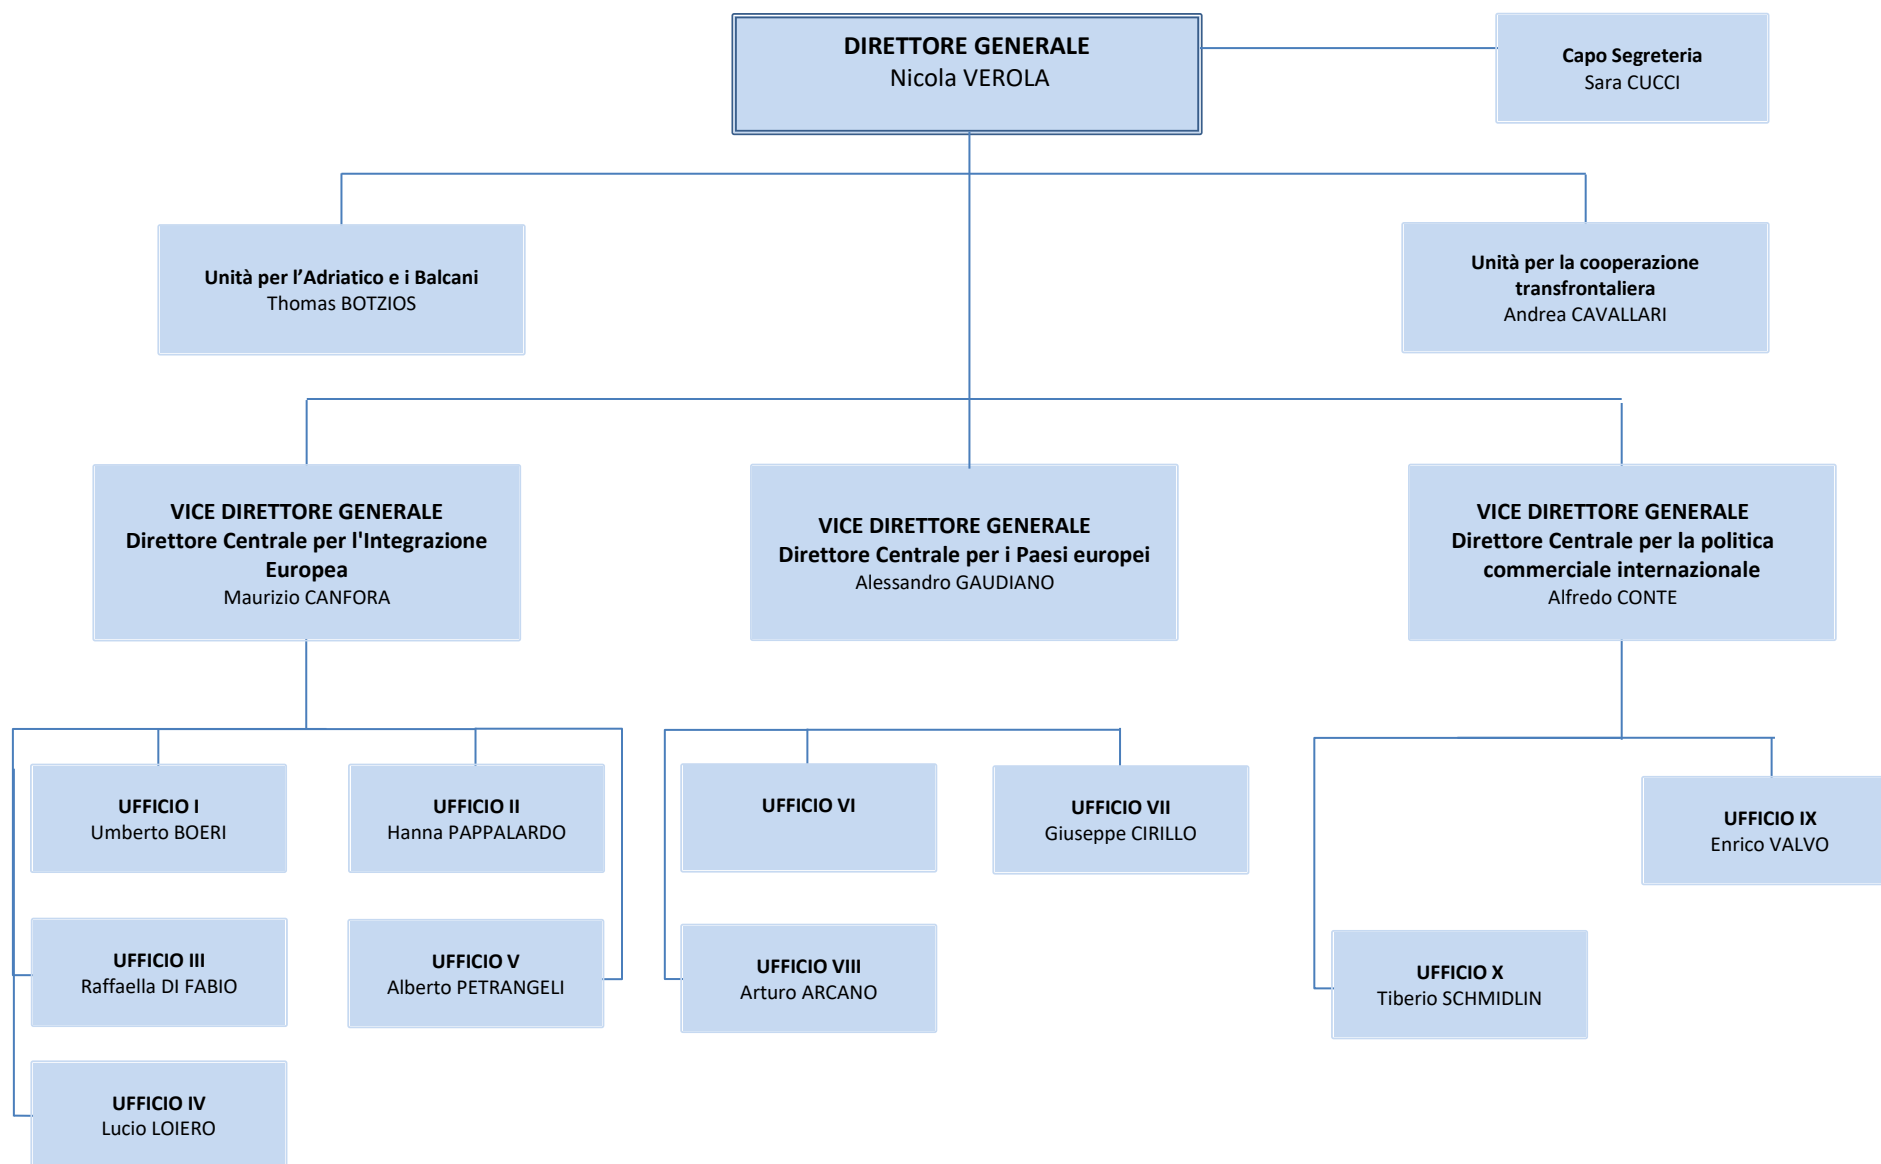 DIRETTORE GENERALE
Nicola VEROLA
Capo Segreteria
Sara CUCCI
Unità per l’Adriatico e i Balcani
Thomas BOTZIOS
Unità per la cooperazione
transfrontaliera
Andrea CAVALLARI
VICE DIRETTORE GENERALE
Direttore Centrale per l'Integrazione
Europea
Maurizio CANFORA
VICE DIRETTORE GENERALE
Direttore Centrale per i Paesi europei
Alessandro GAUDIANO
VICE DIRETTORE GENERALE
Direttore Centrale per la politica
commerciale internazionale
Alfredo CONTE
UFFICIO I
Umberto BOERI
UFFICIO II
Hanna PAPPALARDO
UFFICIO VI
UFFICIO VII
Giuseppe CIRILLO
UFFICIO IX
Enrico VALVO
UFFICIO III
Raffaella DI FABIO
UFFICIO V
Alberto PETRANGELI
UFFICIO VIII
Arturo ARCANO
UFFICIO X
Tiberio SCHMIDLIN
UFFICIO IV
Lucio LOIERO